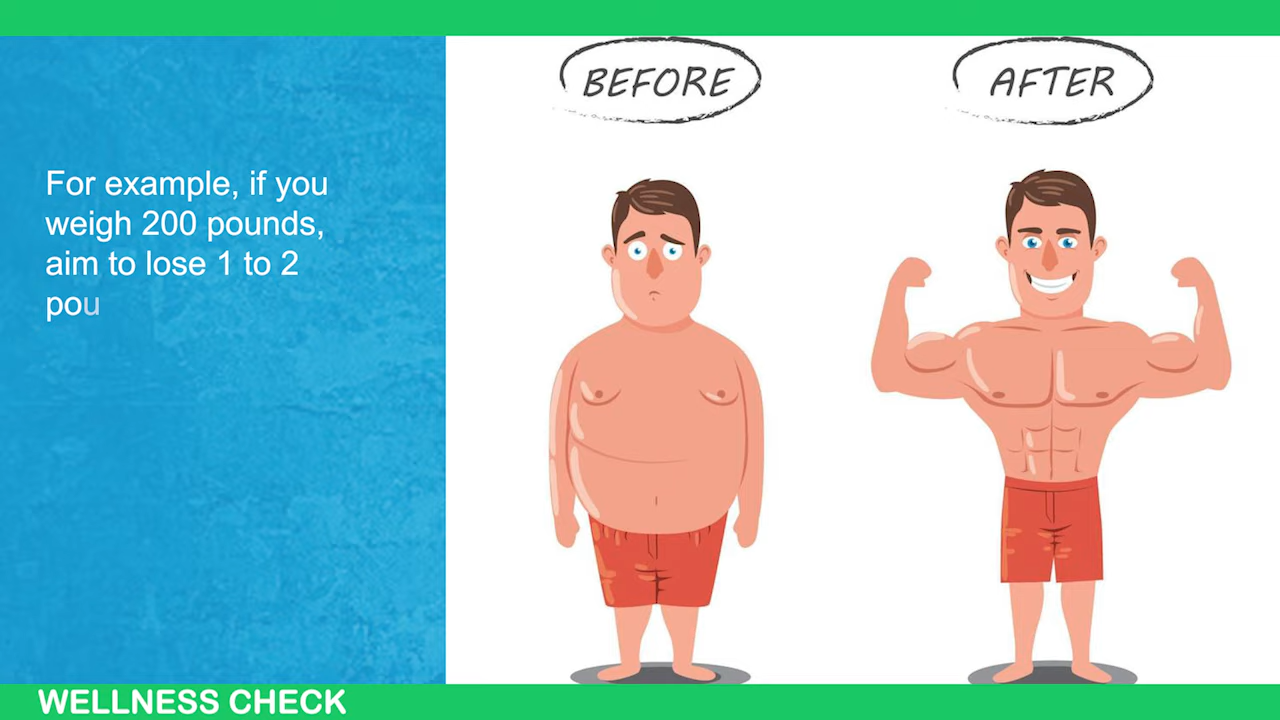 For example, if you
weigh 200 pounds,
aim to lose 1 to 2
pou
BEFORE
AFTER
WELLNESS CHECK